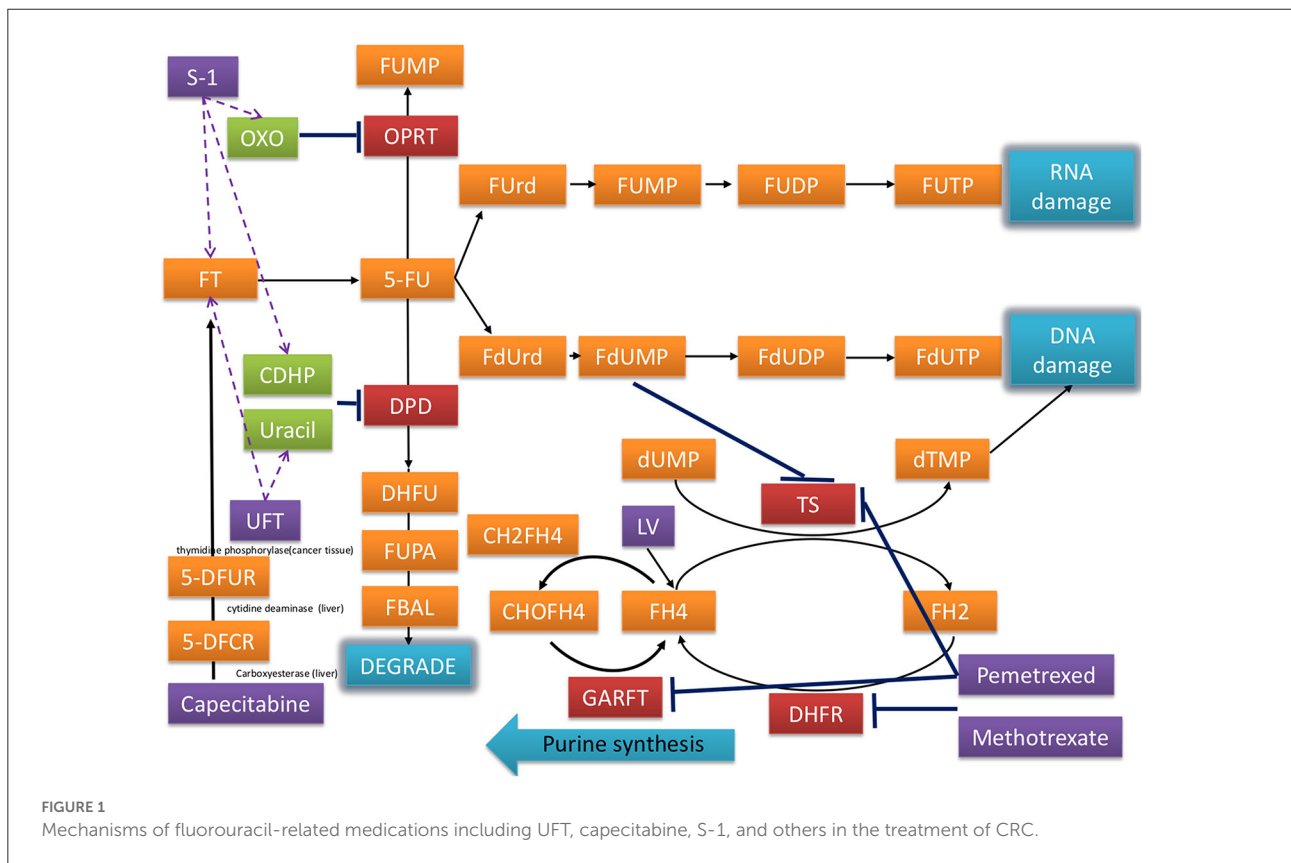 S-1
FUMP
OXO
OPRT
FUrd
FUMP
FUDP
FUTP
RNA
damage
FT
5-FU
FdUrd
FdUMP
FdUDP
FdUTP
DNA
damage
CDHP
DPD
Uracil
dUMP
dTMP
DHFU
TS
UFT
LV
CH2FH4
thymidine phosphorylase(cancer tissue)
FUPA
5-DFUR
cytidine deaminase (liver)
FBAL
CHOFH4
FH4
FH2
5-DFCR
Carboxyesterase (liver)
DEGRADE
Capecitabine
GARFT
DHFR
Pemetrexed
Methotrexate
Purine synthesis
FIGURE 1
Mechanisms of fluorouracil-related medications including UFT, capecitabine, S-1, and others in the treatment of CRC.